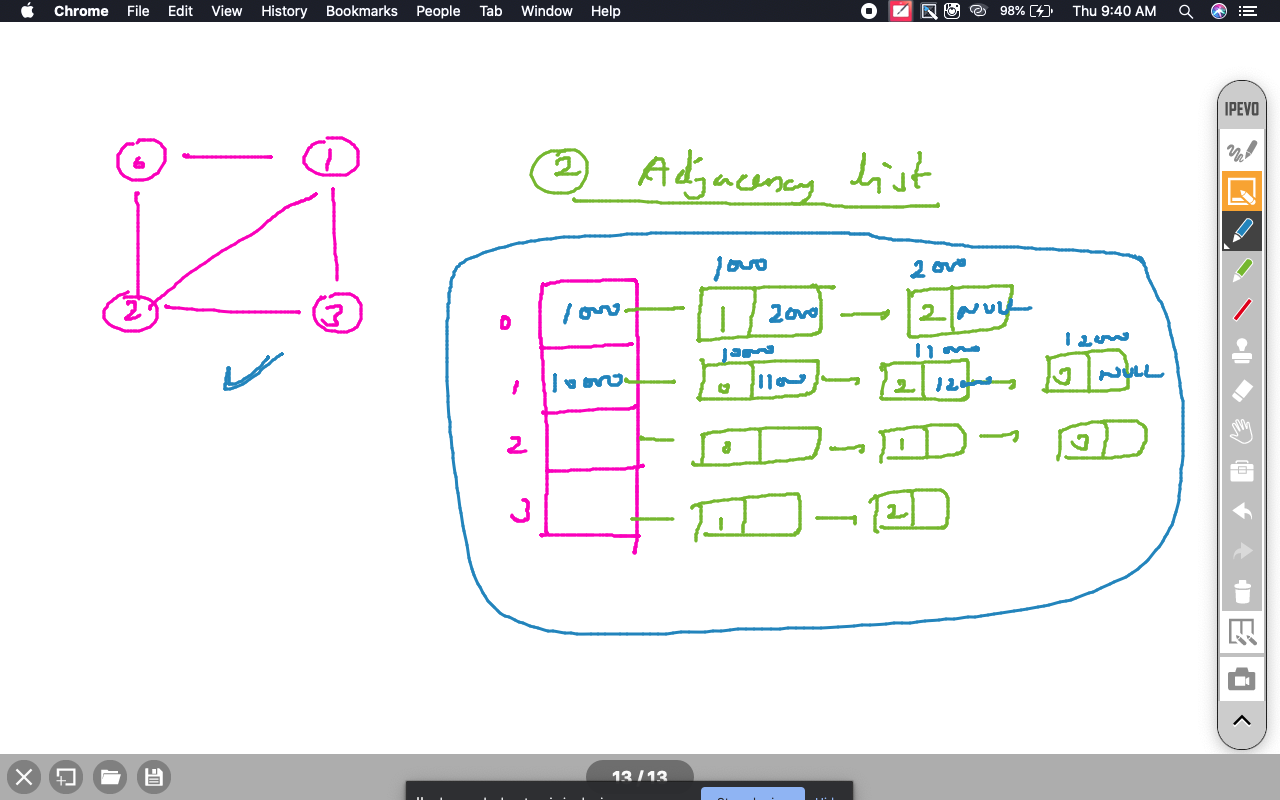 Chrome File Edit View History Bookmarks People Tab Window Help 98% Thu 9:40 AM
IPEVO
6 1
2 3
2 Adjacency list
1000 2000
0 1000 1 2000 2 NULL
1000 1100 1200
1 10000 0 1100 2 1200 3 NULL
2 0 1 3
3 1 2
13 / 13